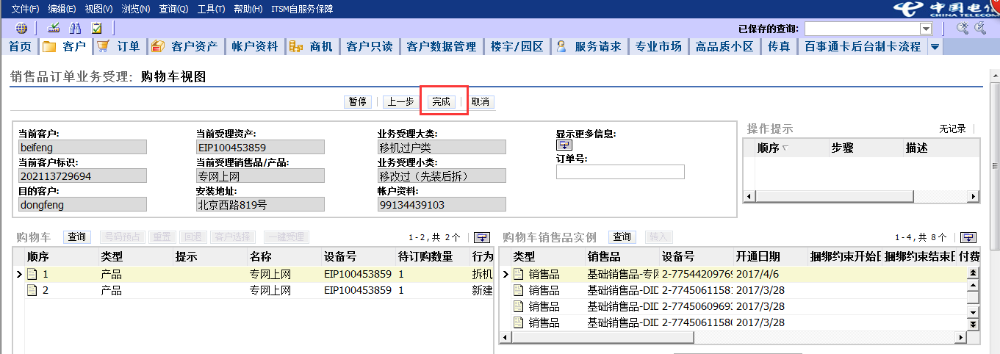 文件(F) 编辑(E) 视图(V) 浏览(N) 查询(Q) 工具(T) 帮助(H) ITSM自服务保障
中国电信
CHINA TELECOM
已保存的查询:
首页 客户 订单 客户资产 帐户资料 商机 客户只读 客户数据管理 楼宇/园区 服务请求 专业市场 高品质小区 传真 百事通卡后台制卡流程
销售品订单业务受理: 购物车视图
暂停 上一步 完成 取消
当前客户: 当前受理资产: 业务受理大类: 显示更多信息:
beifeng EIP100453859 移机过户类
当前客户标识: 当前受理销售品/产品: 业务受理小类: 订单号:
202113729694 专网上网 移改过（先装后拆）
目的客户: 安装地址: 帐户资料:
dongfeng 北京西路819号 99134439103
操作提示 无记录
顺序 步骤 描述
购物车 查询 号码预占 重置 回退 客户选择 一键受理 1-2,共 2个
顺序 类型 提示 名称 设备号 待订购数量 行为
1 产品 专网上网 EIP100453859 1 拆机
2 产品 专网上网 EIP100453859 1 新建
购物车销售品实例 查询 转入 1-4,共 8个
类型 销售品 设备号 开通日期 捆绑约束开始日 捆绑约束结束日 付费
销售品 基础销售品-专网 2-77544209769 2017/4/6
销售品 基础销售品-DID 2-77450611581 2017/3/28
销售品 基础销售品-DID 2-77450609693 2017/3/28
销售品 基础销售品-DID 2-77450611580 2017/3/28